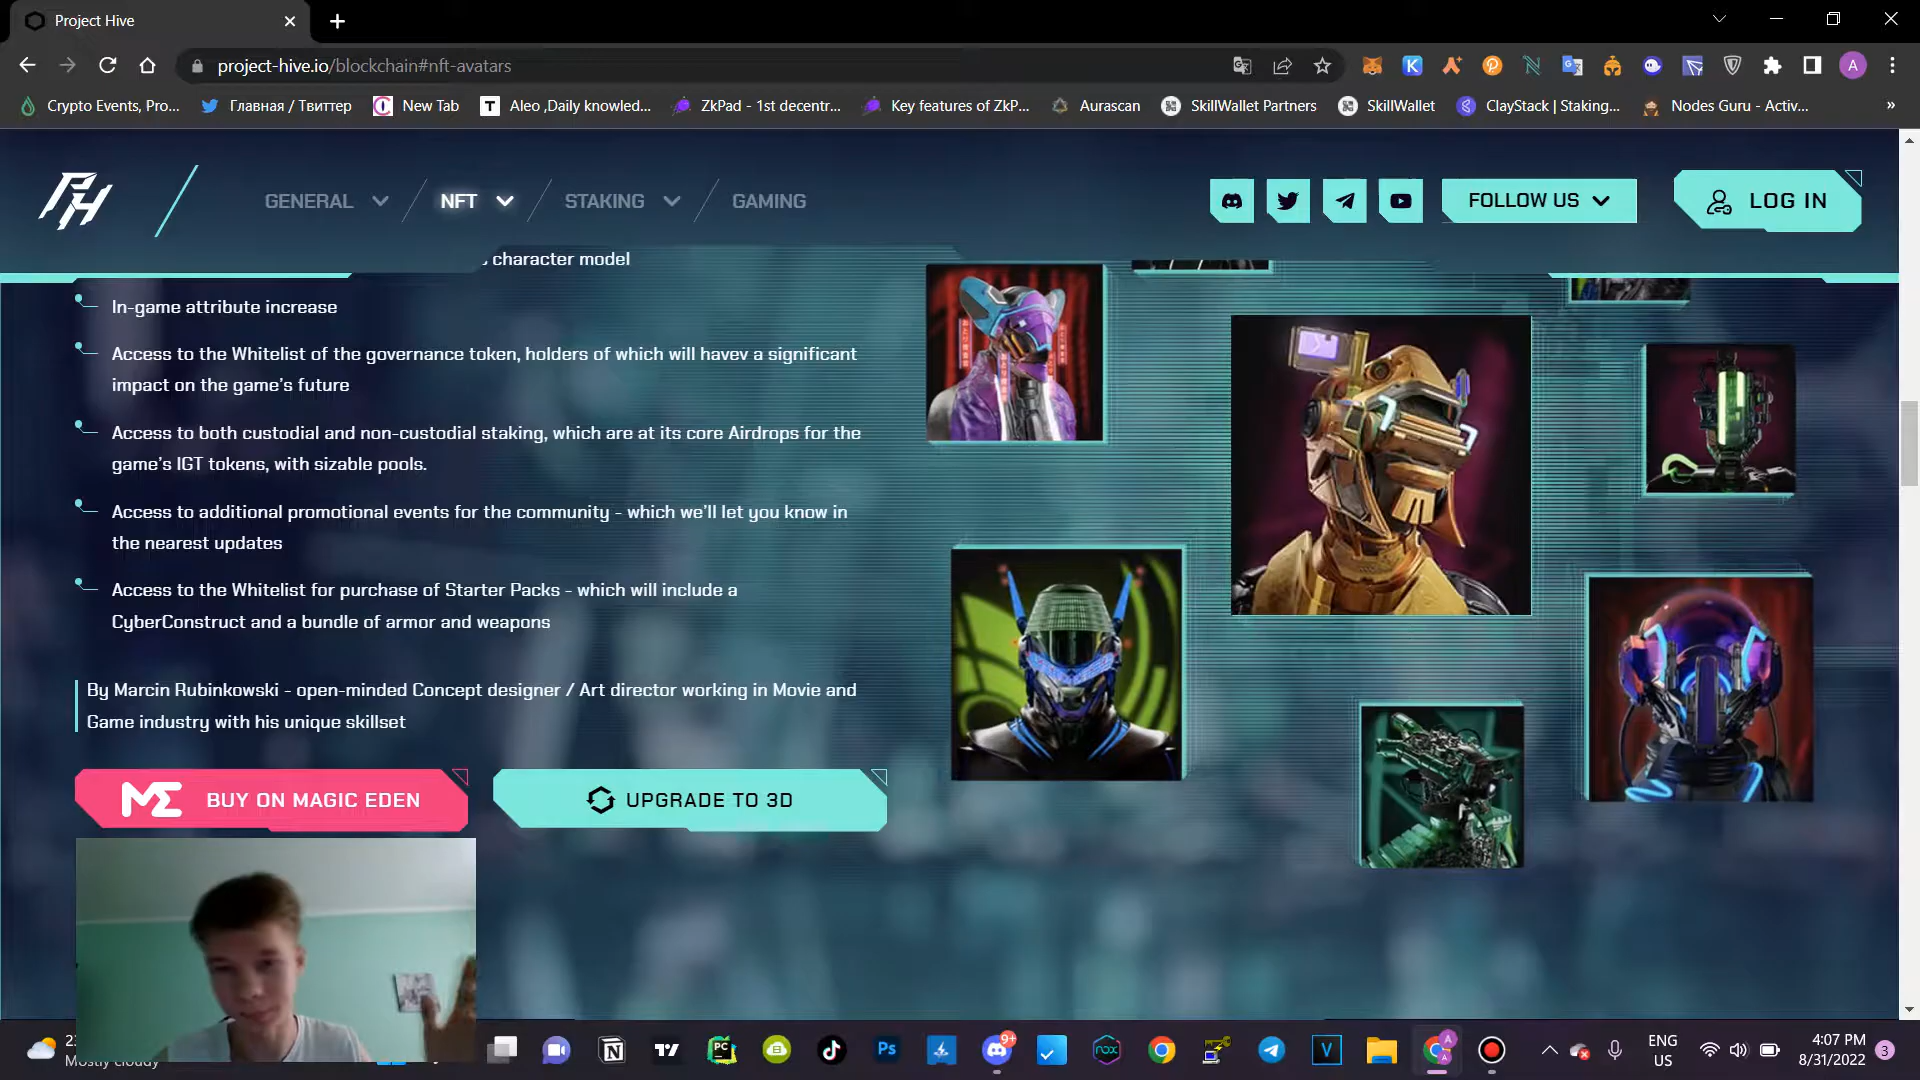 Project Hive
project-hive.io/blockchain#nft-avatars
Crypto Events, Pro... Главная / Твиттер New Tab Aleo ,Daily knowled... ZkPad - 1st decentr... Key features of ZkP... Aurascan SkillWallet Partners SkillWallet ClayStack | Staking... Nodes Guru - Activ...
GENERAL NFT STAKING GAMING FOLLOW US LOG IN
character model
In-game attribute increase
Access to the Whitelist of the governance token, holders of which will havev a significant
impact on the game's future
Access to both custodial and non-custodial staking, which are at its core Airdrops for the
game's IGT tokens, with sizable pools.
Access to additional promotional events for the community - which we'll let you know in
the nearest updates
Access to the Whitelist for purchase of Starter Packs - which will include a
CyberConstruct and a bundle of armor and weapons
By Marcin Rubinkowski - open-minded Concept designer / Art director working in Movie and
Game industry with his unique skillset
ME BUY ON MAGIC EDEN UPGRADE TO 3D
Mostly cloudy
ENG
US
4:07 PM
8/31/2022
3